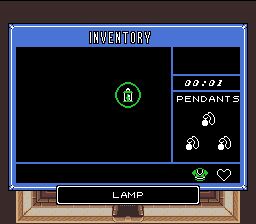 INVENTORY
00:01
PENDANTS
LAMP